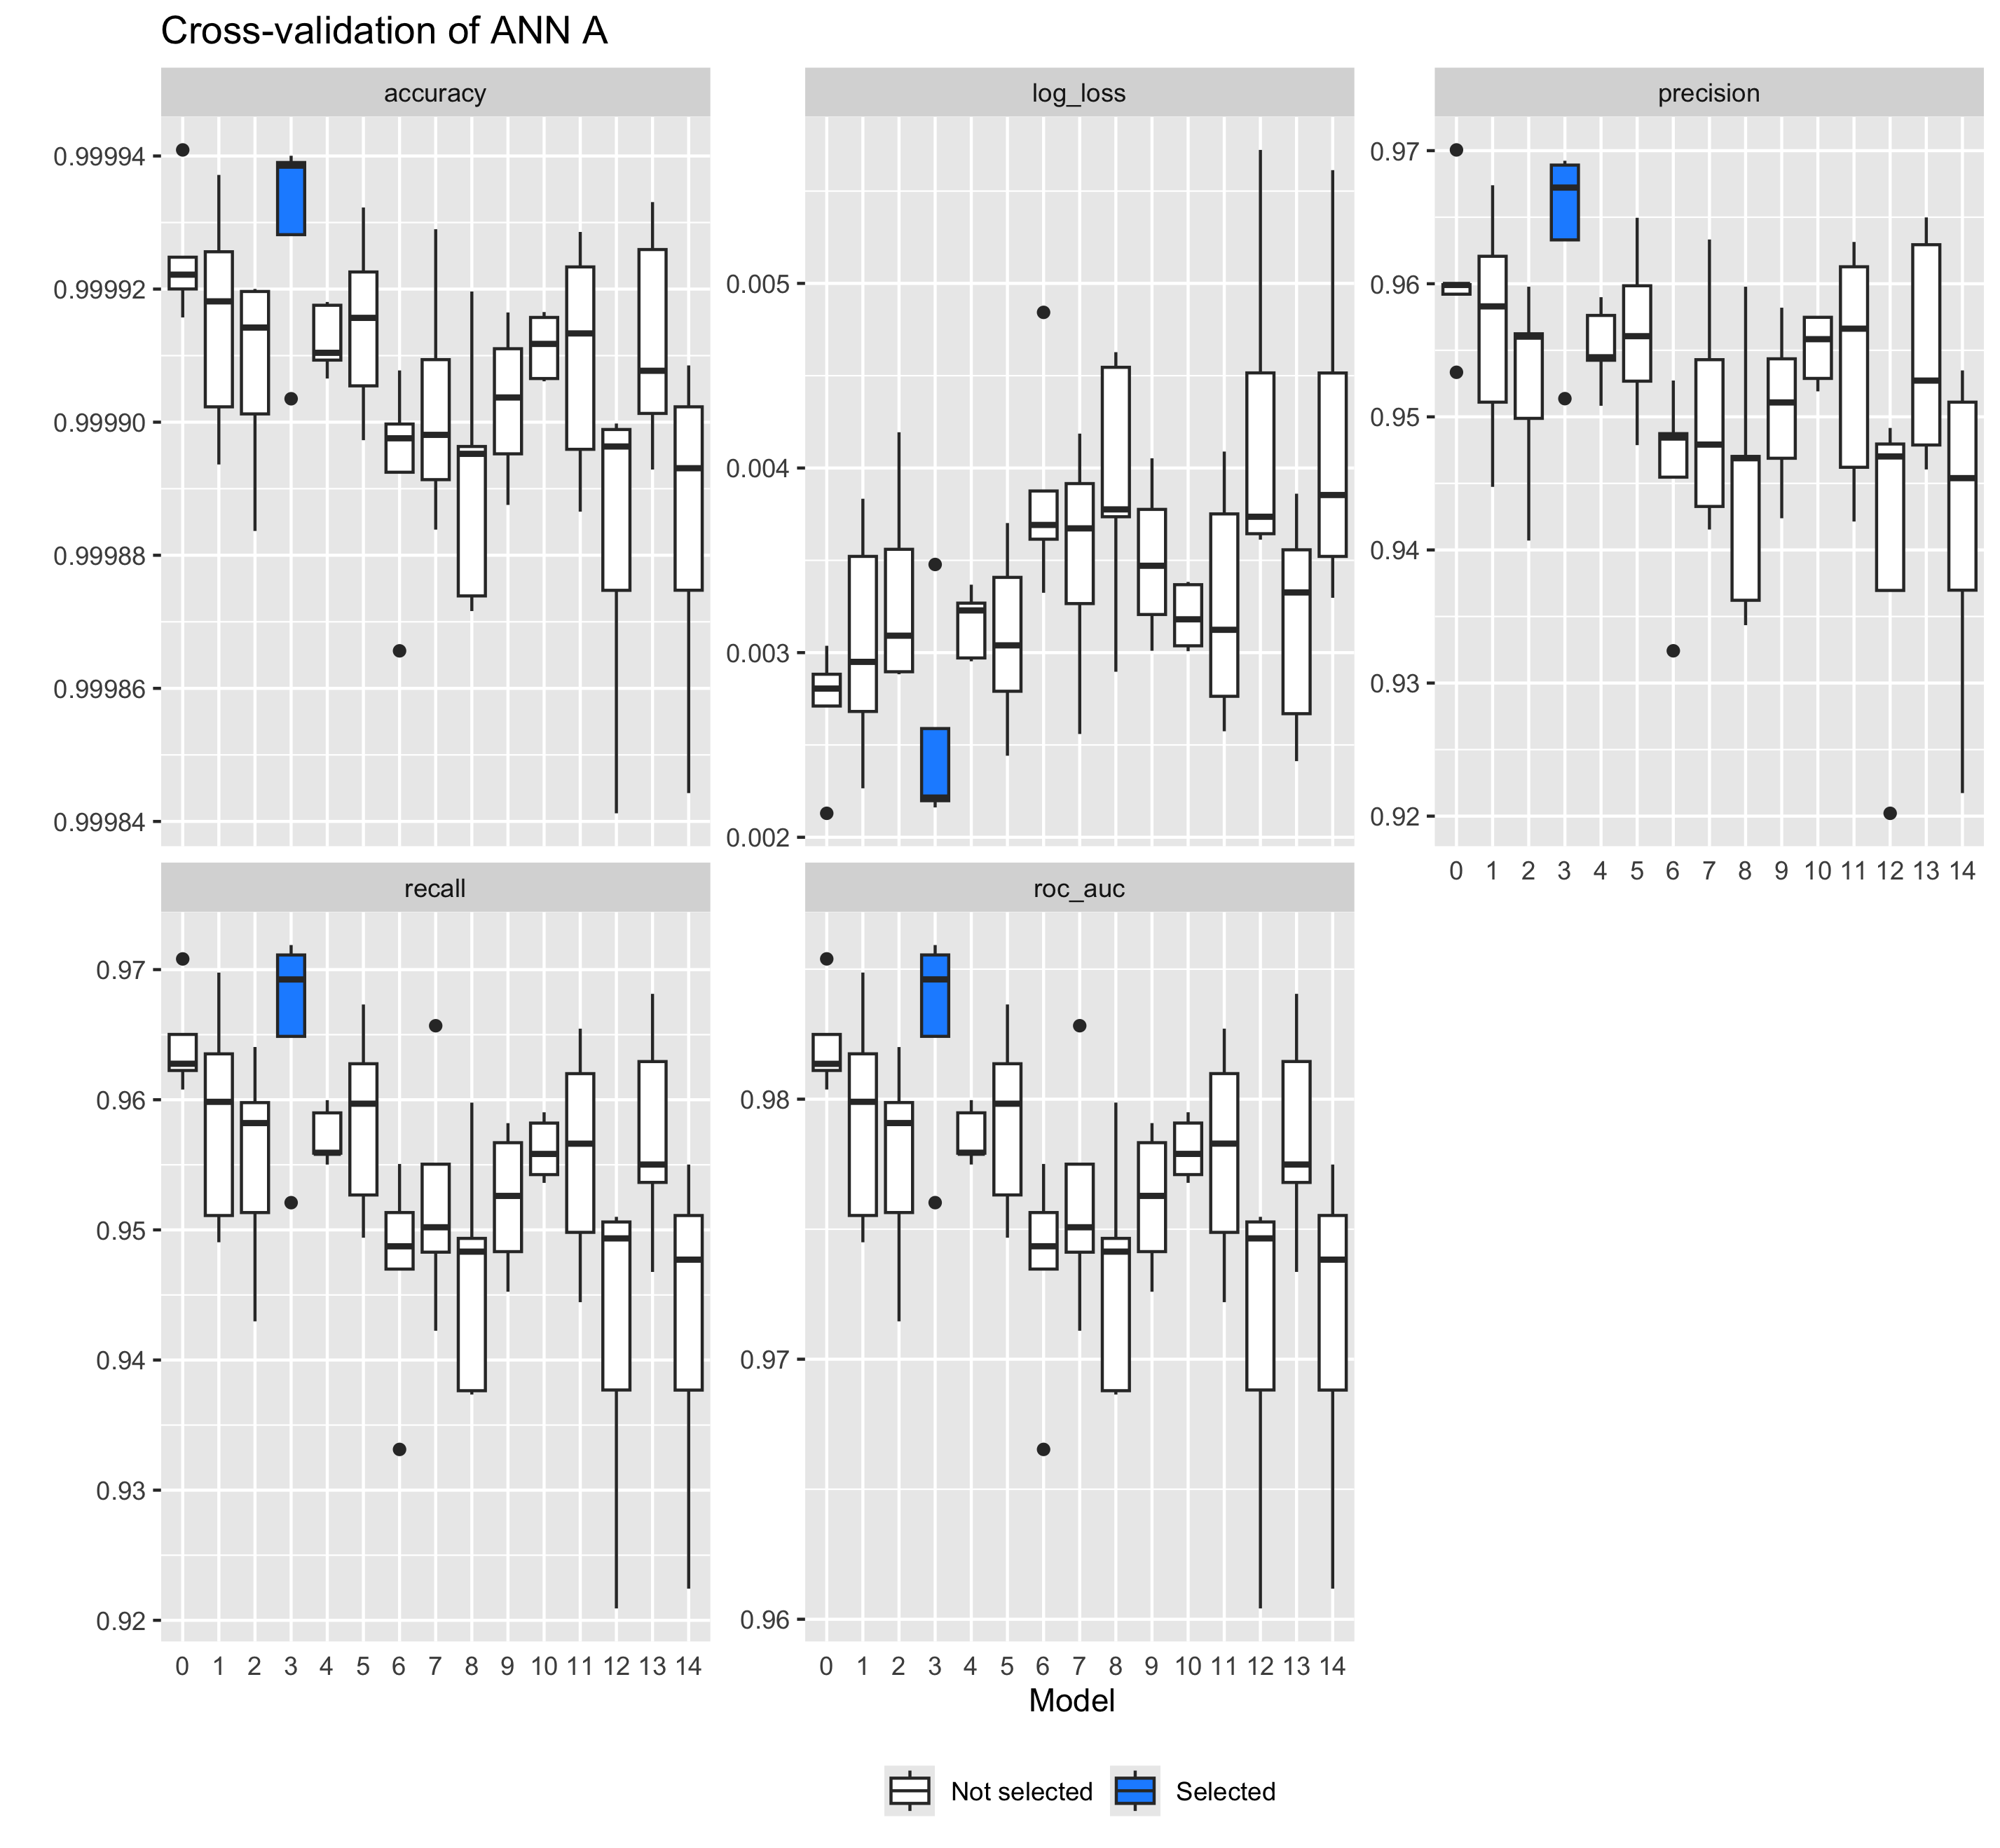 Cross-validation of ANN A
accuracy
log_loss
precision
0.99994
0.99992
0.99990
0.99988
0.99986
0.99984
0.005
0.004
0.003
0.002
0.97
0.96
0.95
0.94
0.93
0.92
0 1 2 3 4 5 6 7 8 9 10 11 12 13 14
recall
roc_auc
0.97
0.96
0.95
0.94
0.93
0.92
0.98
0.97
0.96
0 1 2 3 4 5 6 7 8 9 10 11 12 13 14
0 1 2 3 4 5 6 7 8 9 10 11 12 13 14
Model
Not selected Selected